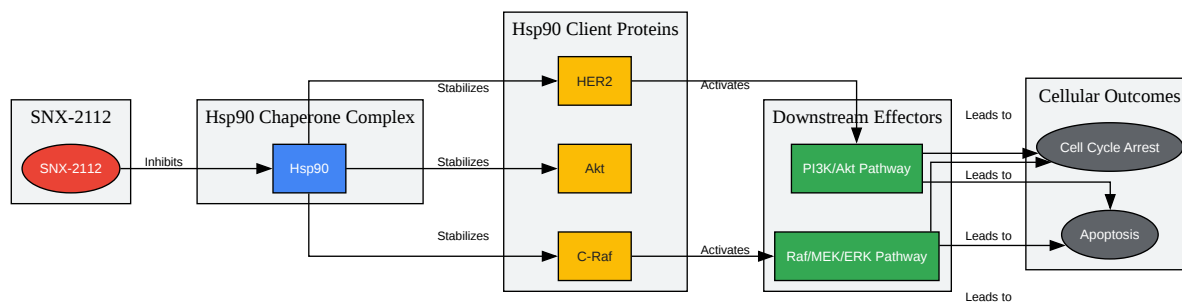 SNX-2112
SNX-2112
Inhibits
Hsp90 Chaperone Complex
Hsp90
Stabilizes
Stabilizes
Stabilizes
Hsp90 Client Proteins
HER2
Akt
C-Raf
Activates
Activates
Downstream Effectors
PI3K/Akt Pathway
Raf/MEK/ERK Pathway
Leads to
Leads to
Leads to
Leads to
Cellular Outcomes
Cell Cycle Arrest
Apoptosis